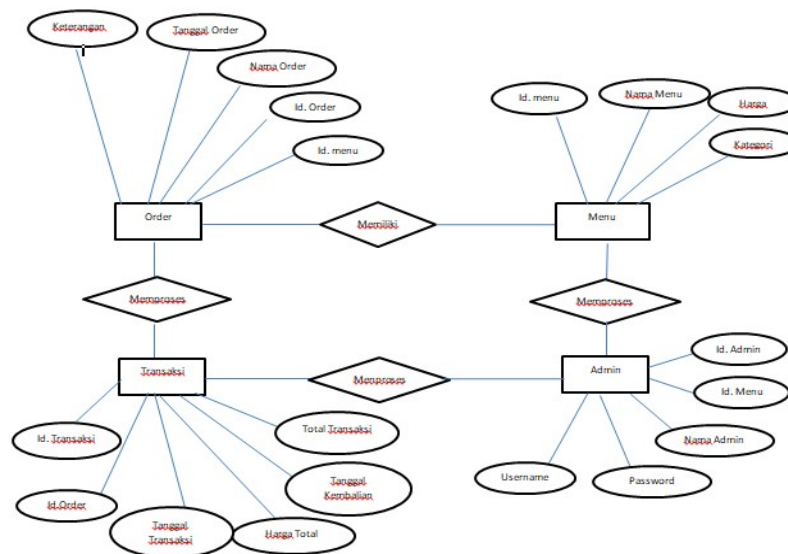 Keterangan
Tanggal Order
Nama Order
Id. Order
Id. menu
Id. menu
Nama Menu
Harga
Kategori
Order
Memiliki
Menu
Memproses
Memproses
Transaksi
Menproses
Admin
Id. Admin
Id. Menu
Nama Admin
Password
Username
Id. Transaksi
Total Transaksi
Tanggal
Kembalian
Id.Order
Tanggal
Transaksi
Harga Total